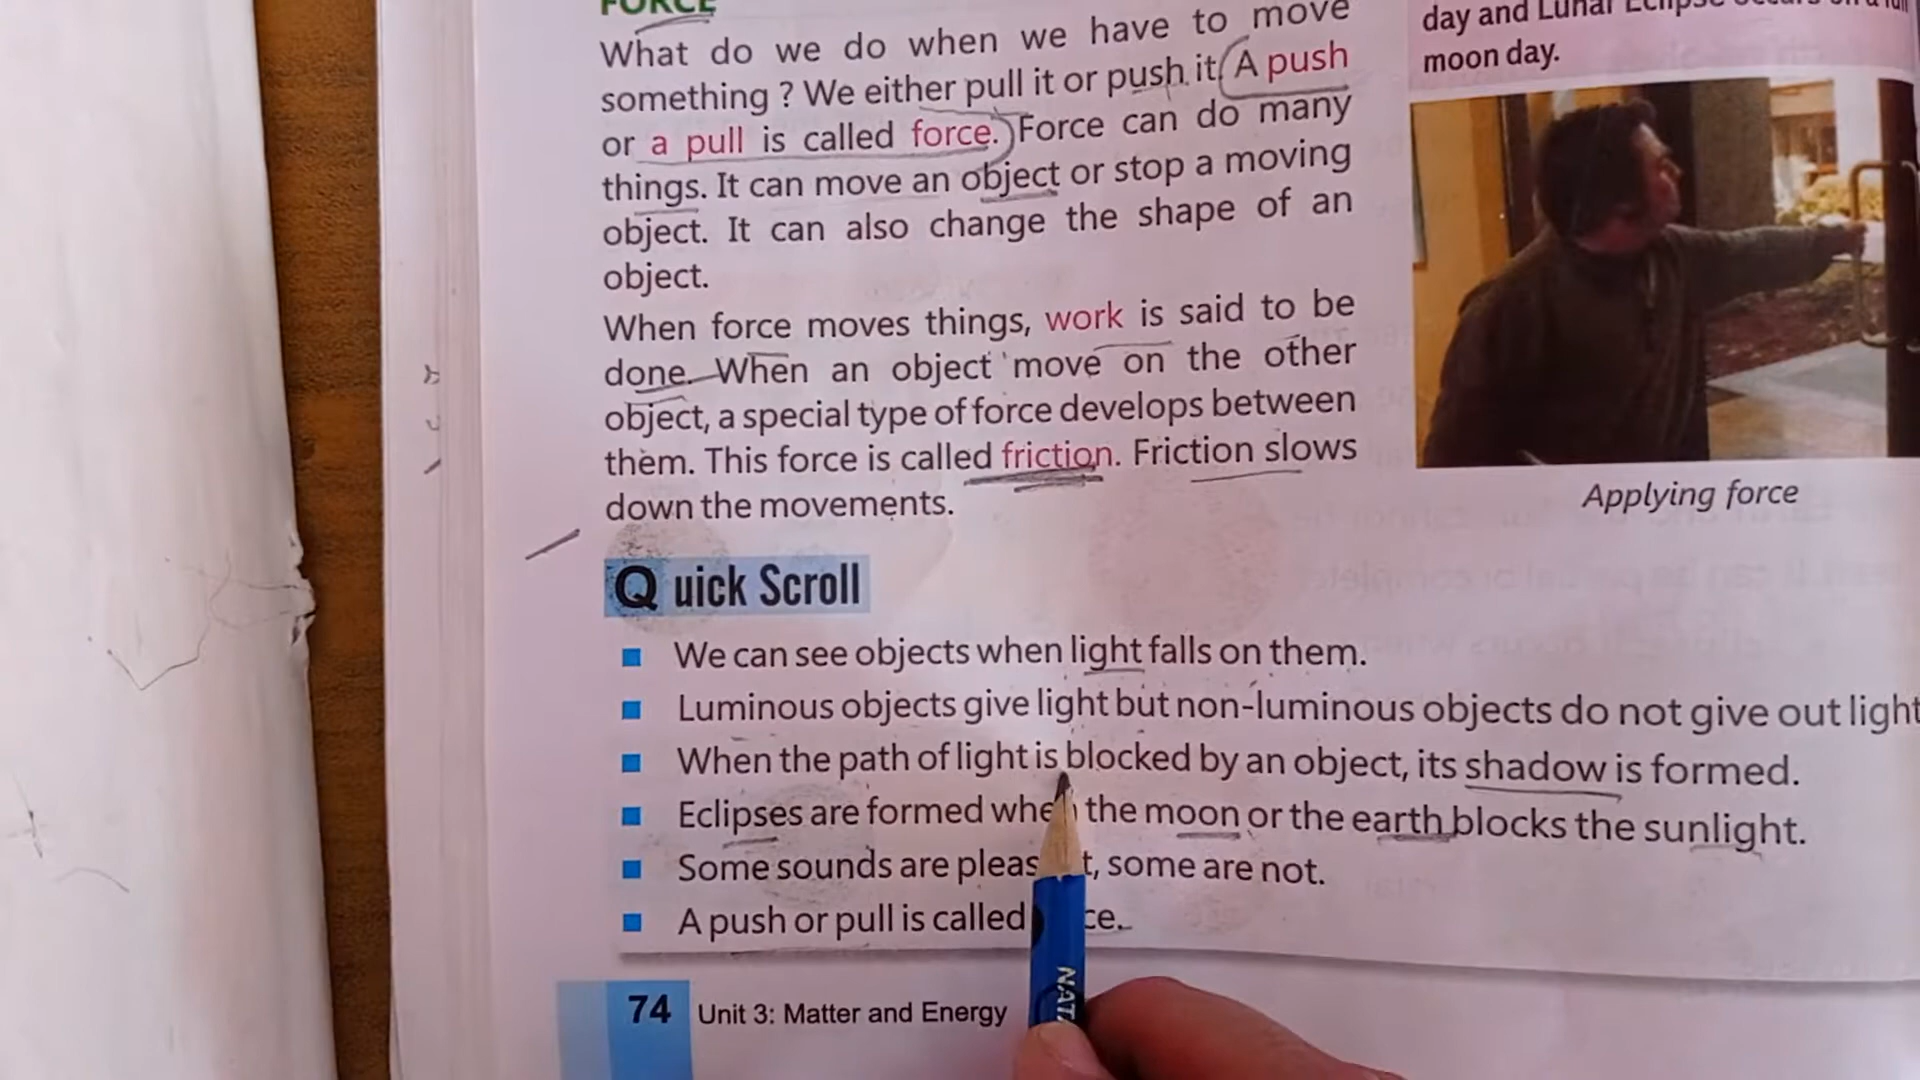 FORCE
What do we do when we have to move
something ? We either pull it or push it. A push
or a pull is called force. Force can do many
things. It can move an object or stop a moving
object. It can also change the shape of an
object.
When force moves things, work is said to be
done. When an object move on the other
object, a special type of force develops between
them. This force is called friction. Friction slows
down the movements.
day and Lunar Eclipse occurs on a full
moon day.
Applying force
Quick Scroll
We can see objects when light falls on them.
Luminous objects give light but non-luminous objects do not give out light
When the path of light is blocked by an object, its shadow is formed.
Eclipses are formed when the moon or the earth blocks the sunlight.
Some sounds are pleasant, some are not.
A push or pull is called
74 Unit 3: Matter and Energy